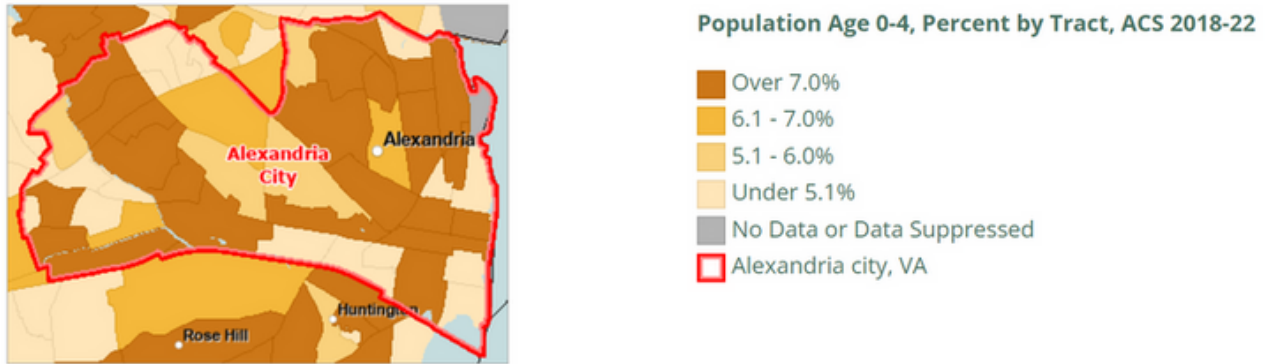 Alexandria
Alexandria
City
Huntington
Rose Hill
Population Age 0-4, Percent by Tract, ACS 2018-22
Over 7.0%
6.1 - 7.0%
5.1 - 6.0%
Under 5.1%
No Data or Data Suppressed
Alexandria city, VA